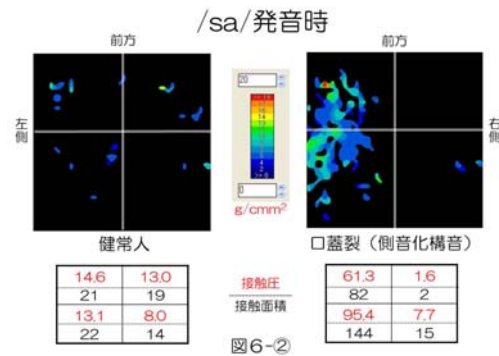 /sa/発音時
前方
前方
左側
右側
20
0
g/cmm²
健常人
口蓋裂（側音化構音）
14.6 13.0
21 19
13.1 8.0
22 14
接触圧
接触面積
61.3 1.6
82 2
95.4 7.7
144 15
図6-②